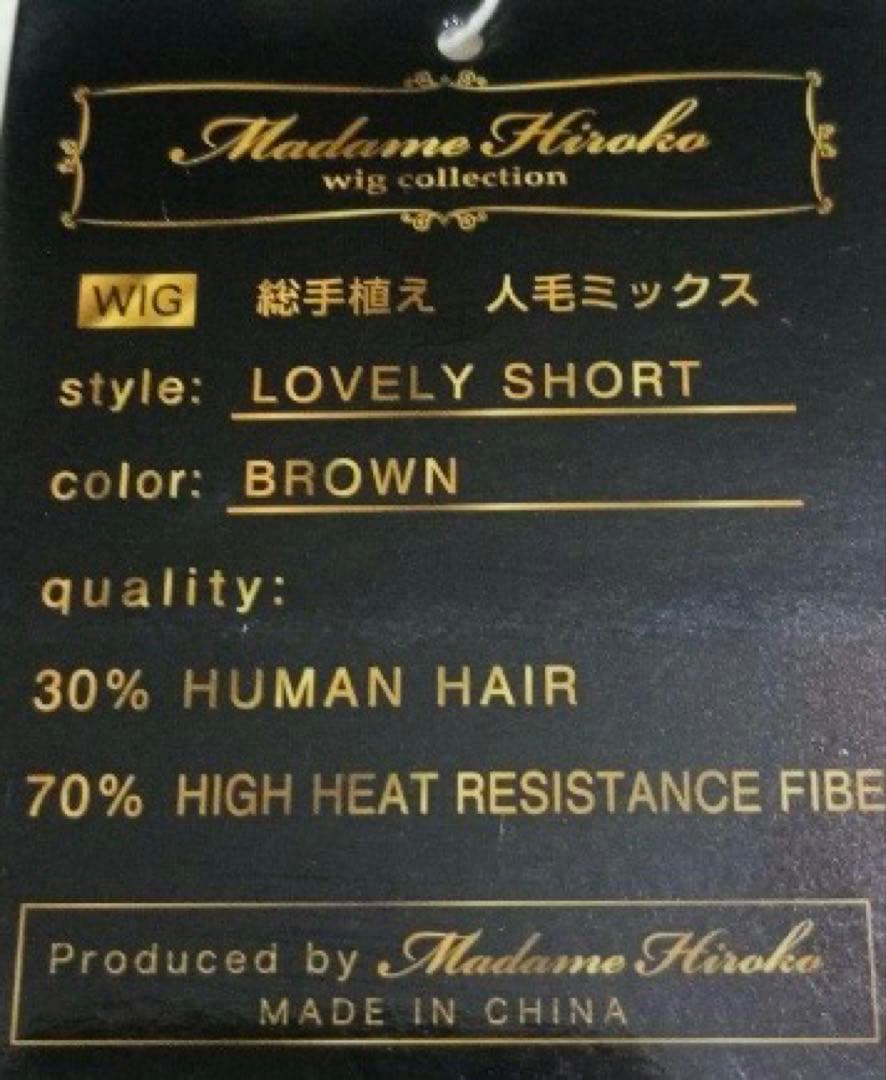 Madame Hiroko
wig collection
WIG 総手植え 人毛ミックス
style: LOVELY SHORT
color: BROWN
quality:
30% HUMAN HAIR
70% HIGH HEAT RESISTANCE FIBE
Produced by Madame Hiroko
MADE IN CHINA